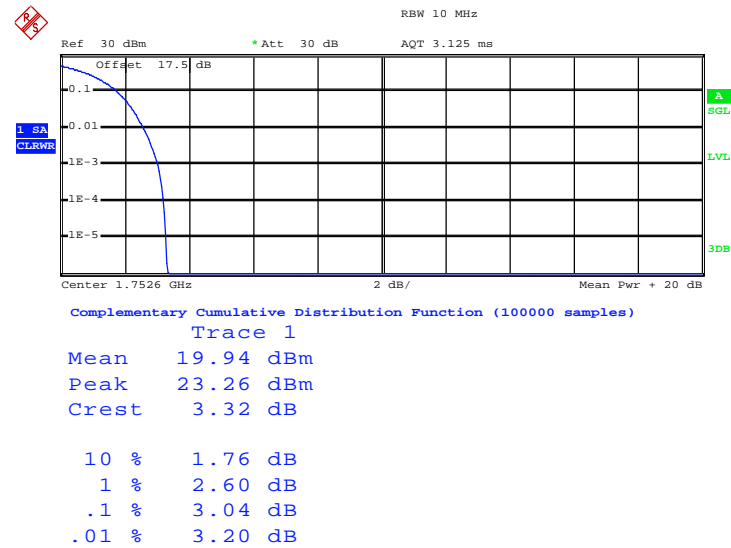 R S
RBW 10 MHz
Ref 30 dBm *Att 30 dB AQT 3.125 ms
Offset 17.5 dB
0.1
A
SGL
0.01
1 SA
CLRWR
1E-3
LVL
1E-4
1E-5
3DB
Center 1.7526 GHz 2 dB/ Mean Pwr + 20 dB
Complementary Cumulative Distribution Function (100000 samples)
Trace 1
Mean 19.94 dBm
Peak 23.26 dBm
Crest 3.32 dB
10 % 1.76 dB
1 % 2.60 dB
.1 % 3.04 dB
.01 % 3.20 dB